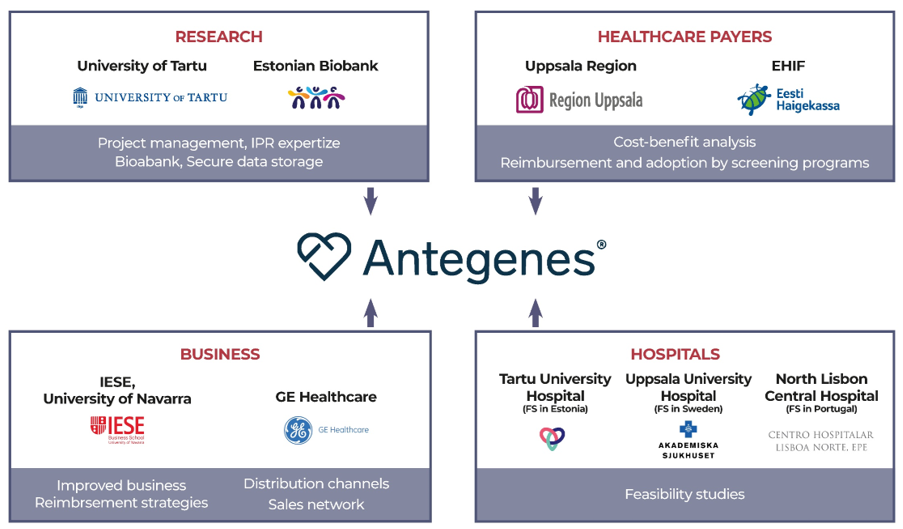 RESEARCH
University of Tartu
Estonian Biobank
UNIVERSITY OF TARTU
Project management, IPR expertize
Bioabank, Secure data storage
HEALTHCARE PAYERS
Uppsala Region
EHIF
Region Uppsala
Eesti
Haigekassa
Cost-benefit analysis
Reimbursement and adoption by screening programs
Antegenes®
BUSINESS
IESE,
University of Navarra
GE Healthcare
IESE
Business School
University of Navarra
GE Healthcare
Improved business
Reimbrsement strategies
Distribution channels
Sales network
HOSPITALS
Tartu University
Hospital
(FS in Estonia)
Uppsala University
Hospital
(FS in Sweden)
North Lisbon
Central Hospital
(FS in Portugal)
AKADEMISKA
SJUKHUSET
CENTRO HOSPITALAR
LISBOA NORTE, EPE
Feasibility studies